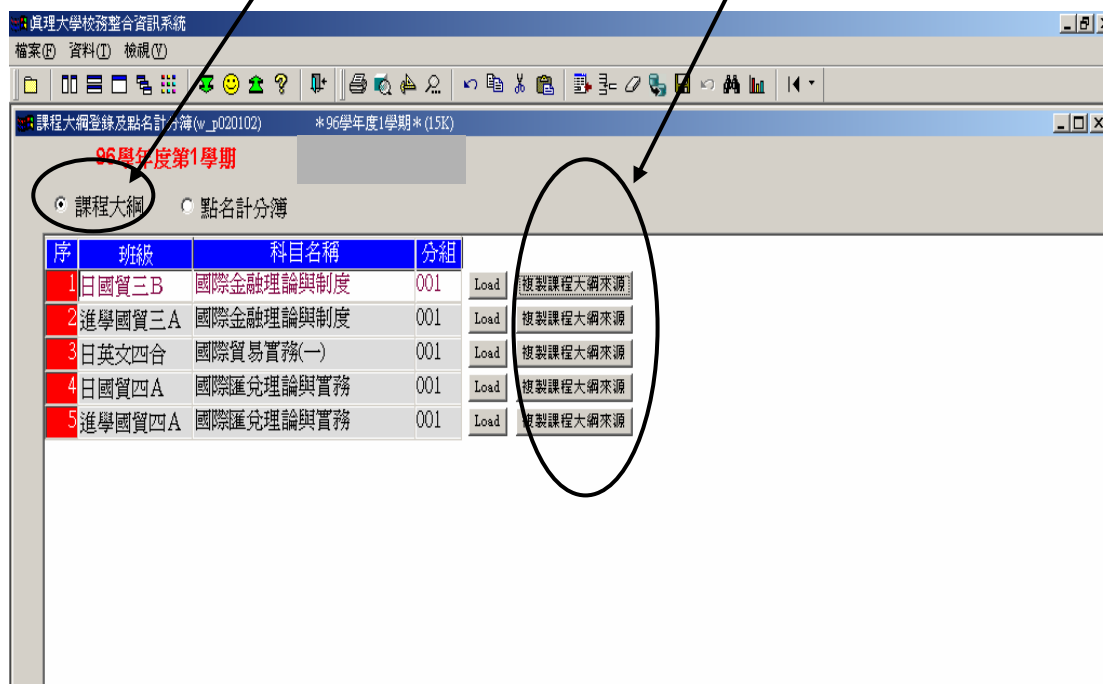 眞理大學校務整合資訊系統
檔案(F) 資料(I) 檢視(V)
課程大綱登錄及點名計分簿(w_p020102) *96學年度1學期*(15K)
96學年度第1學期
課程大綱 點名計分簿
序 班級 科目名稱 分組
1 日國貿三B 國際金融理論與制度 001 Load 複製課程大綱來源
2 進學國貿三A 國際金融理論與制度 001 Load 複製課程大綱來源
3 日英文四合 國際貿易實務(一) 001 Load 複製課程大綱來源
4 日國貿四A 國際匯兌理論與實務 001 Load 複製課程大綱來源
5 進學國貿四A 國際匯兌理論與實務 001 Load 複製課程大綱來源